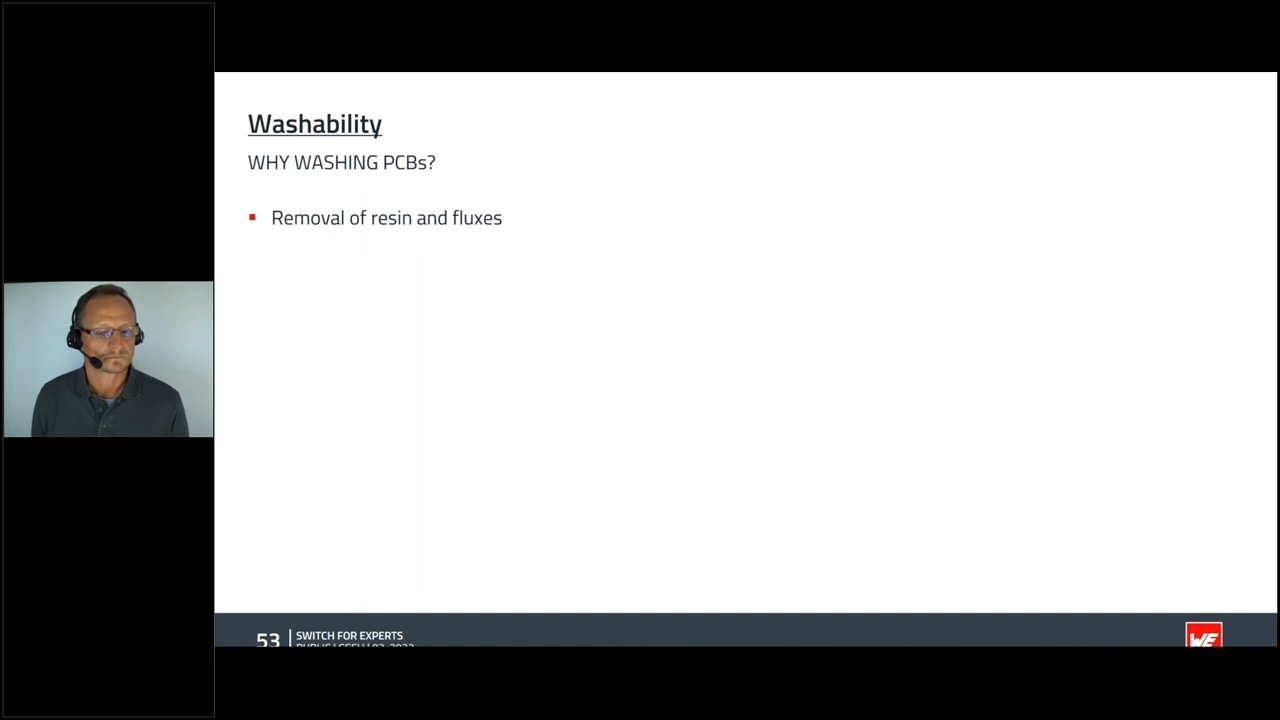 Washability
WHY WASHING PCBs?
Removal of resin and fluxes
53
SWITCH FOR EXPERTS
WE